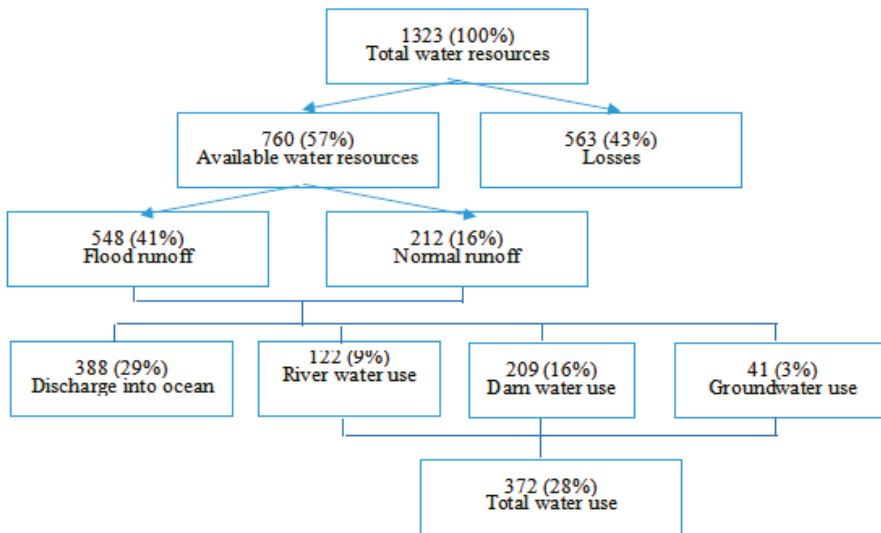 1323 (100%)
Total water resources
760 (57%)
Available water resources
563 (43%)
Losses
548 (41%)
Flood runoff
212 (16%)
Normal runoff
388 (29%)
Discharge into ocean
122 (9%)
River water use
209 (16%)
Dam water use
41 (3%)
Groundwater use
372 (28%)
Total water use